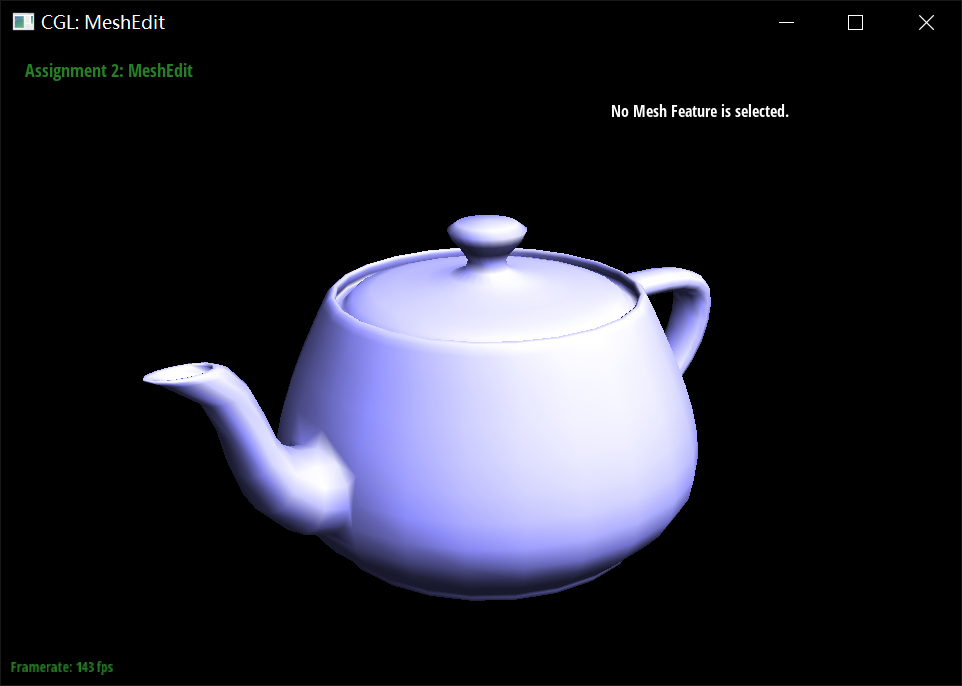 CGL: MeshEdit
Assignment 2: MeshEdit
No Mesh Feature is selected.
Framerate: 143 fps